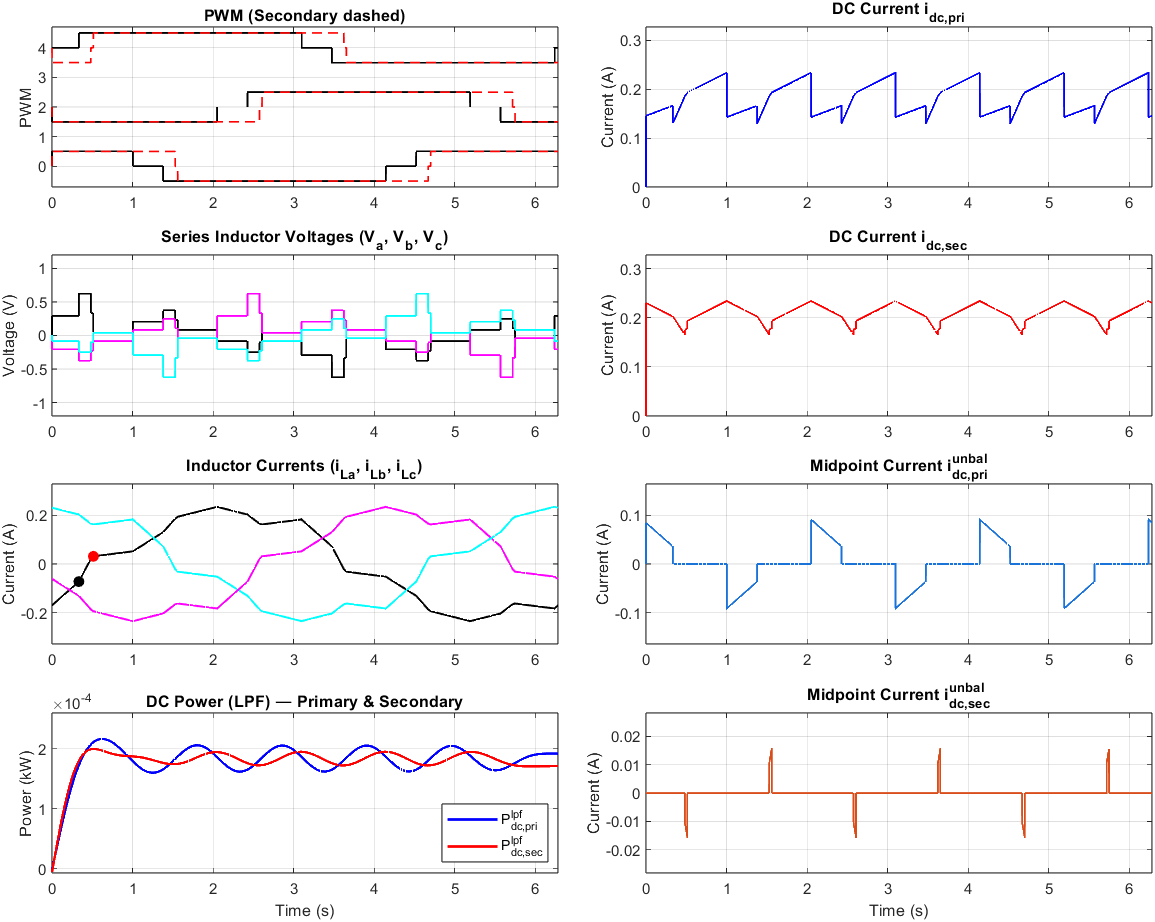 PWM (Secondary dashed)
PWM
4
3
2
1
0
0 1 2 3 4 5 6
DC Current i_dc,pri
Current (A)
0.3
0.2
0.1
0
0 1 2 3 4 5 6
Series Inductor Voltages (V_a, V_b, V_c)
Voltage (V)
1
0.5
0
-0.5
-1
0 1 2 3 4 5 6
DC Current i_dc,sec
Current (A)
0.3
0.2
0.1
0
0 1 2 3 4 5 6
Inductor Currents (i_La, i_Lb, i_Lc)
Current (A)
0.2
0
-0.2
0 1 2 3 4 5 6
Midpoint Current i^unbal_dc,pri
Current (A)
0.1
0
-0.1
0 1 2 3 4 5 6
DC Power (LPF) — Primary & Secondary
×10^-4
Power (kW)
2
1
0
P^lpf_dc,pri
P^lpf_dc,sec
0 1 2 3 4 5 6
Time (s)
Midpoint Current i^unbal_dc,sec
Current (A)
0.02
0.01
0
-0.01
-0.02
0 1 2 3 4 5 6
Time (s)